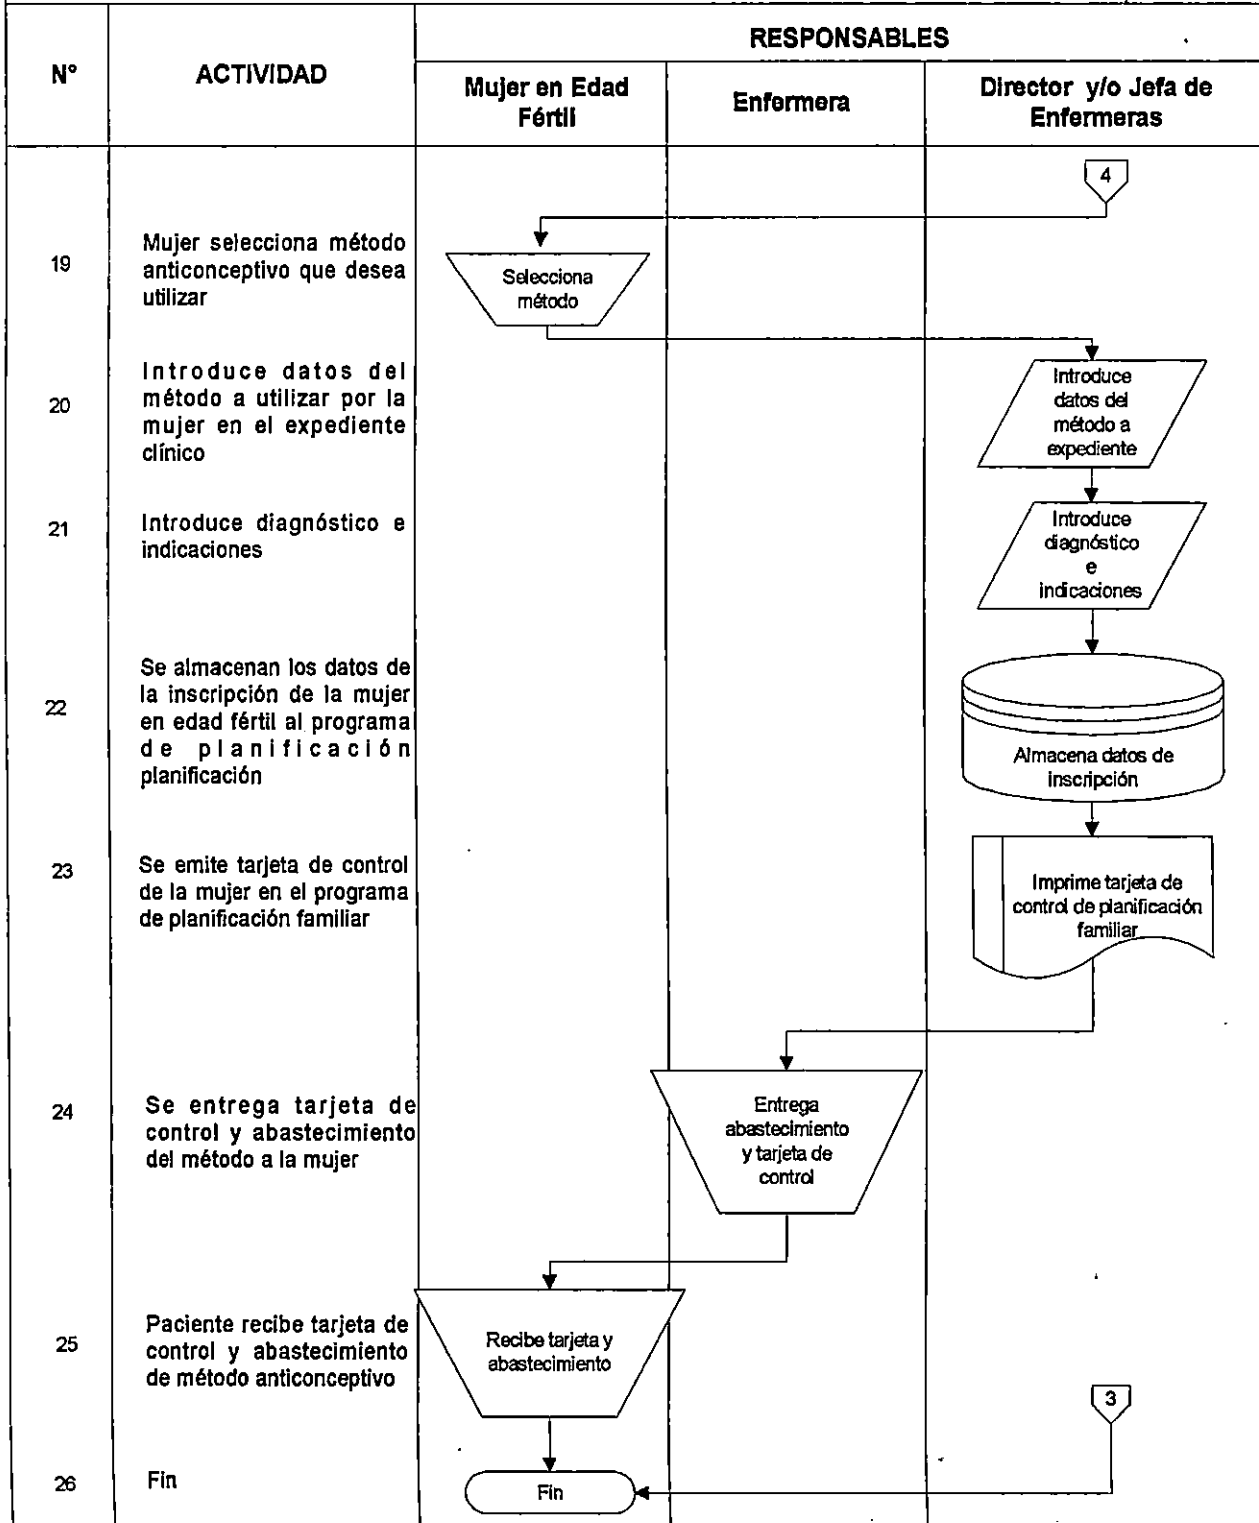 RESPONSABLES
N° ACTIVIDAD
Mujer en Edad
Fértil
Enfermera
Director y/o Jefa de
Enfermeras
4
19
Mujer selecciona método
anticonceptivo que desea
utilizar
Selecciona
método
20
Introduce datos del
método a utilizar por la
mujer en el expediente
clínico
Introduce
datos del
método a
expediente
21
Introduce diagnóstico e
indicaciones
Introduce
diagnóstico
e
indicaciones
22
Se almacenan los datos de
la inscripción de la mujer
en edad fértil al programa
de planificación
planificación
Almacena datos de
inscripción
23
Se emite tarjeta de control
de la mujer en el programa
de planificación familiar
Imprime tarjeta de
control de planificación
familiar
24
Se entrega tarjeta de
control y abastecimiento
del método a la mujer
Entrega
abastecimiento
y tarjeta de
control
25
Paciente recibe tarjeta de
control y abastecimiento
de método anticonceptivo
Recibe tarjeta y
abastecimiento
3
26
Fin
Fin